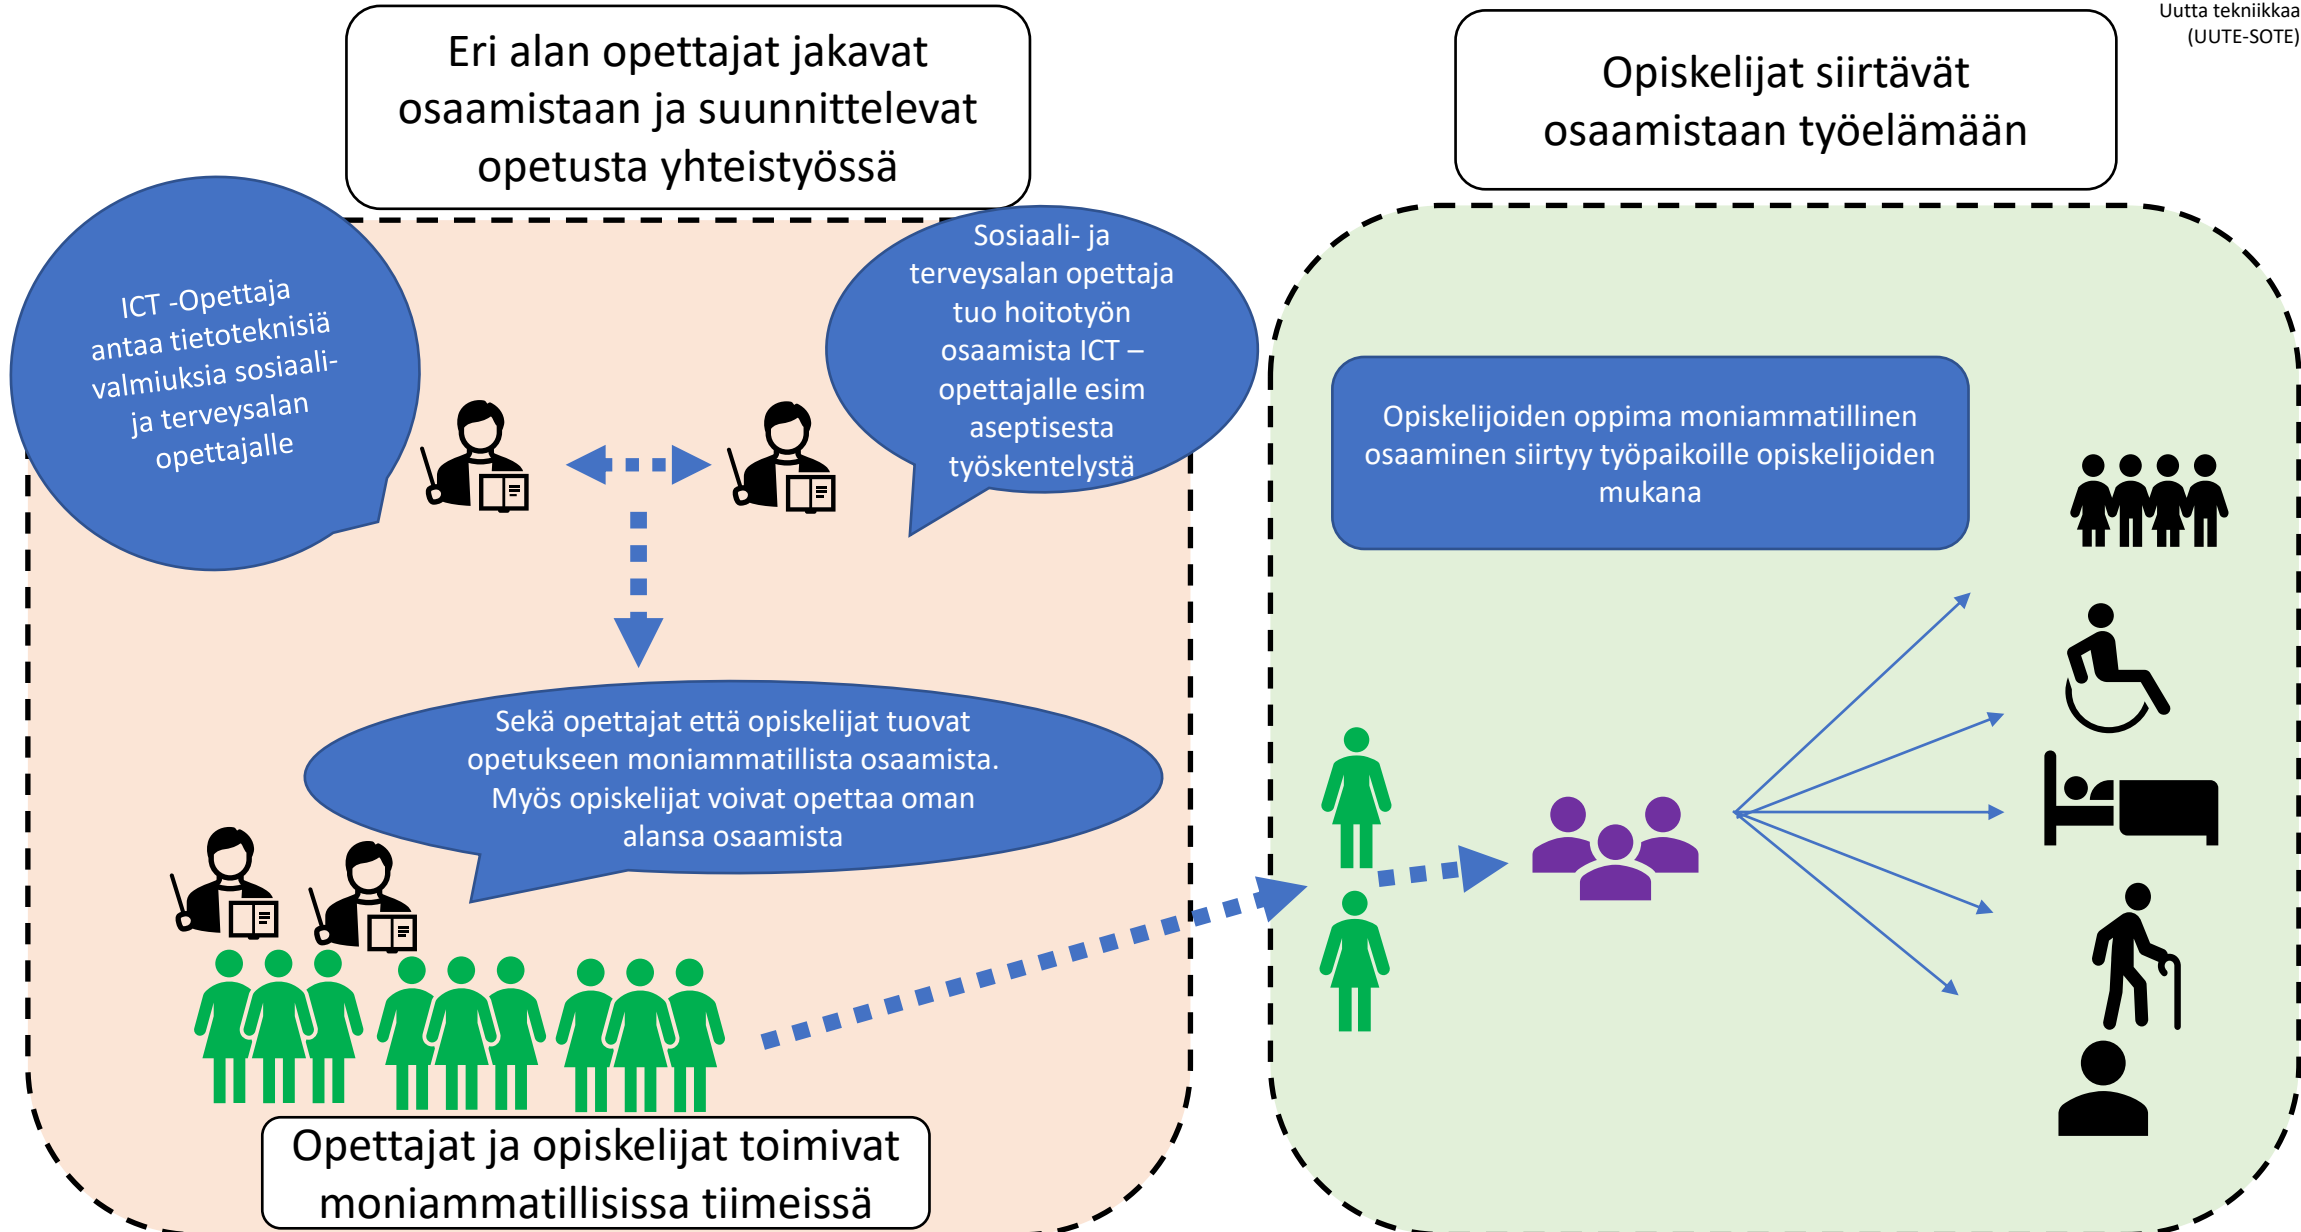 Uutta tekniikkaa
(UUTE-SOTE)
Eri alan opettajat jakavat
osaamistaan ja suunnittelevat
opetusta yhteistyössä
Opiskelijat siirtävät
osaamistaan työelämään
ICT -Opettaja
antaa tietoteknisiä
valmiuksia sosiaali-
ja terveysalan
opettajalle
Sosiaali- ja
terveysalan opettaja
tuo hoitotyön
osaamista ICT –
opettajalle esim
aseptisesta
työskentelystä
Opiskelijoiden oppima moniammatillinen
osaaminen siirtyy työpaikoille opiskelijoiden
mukana
Sekä opettajat että opiskelijat tuovat
opetukseen moniammatillista osaamista.
Myös opiskelijat voivat opettaa oman
alansa osaamista
Opettajat ja opiskelijat toimivat
moniammatillisissa tiimeissä